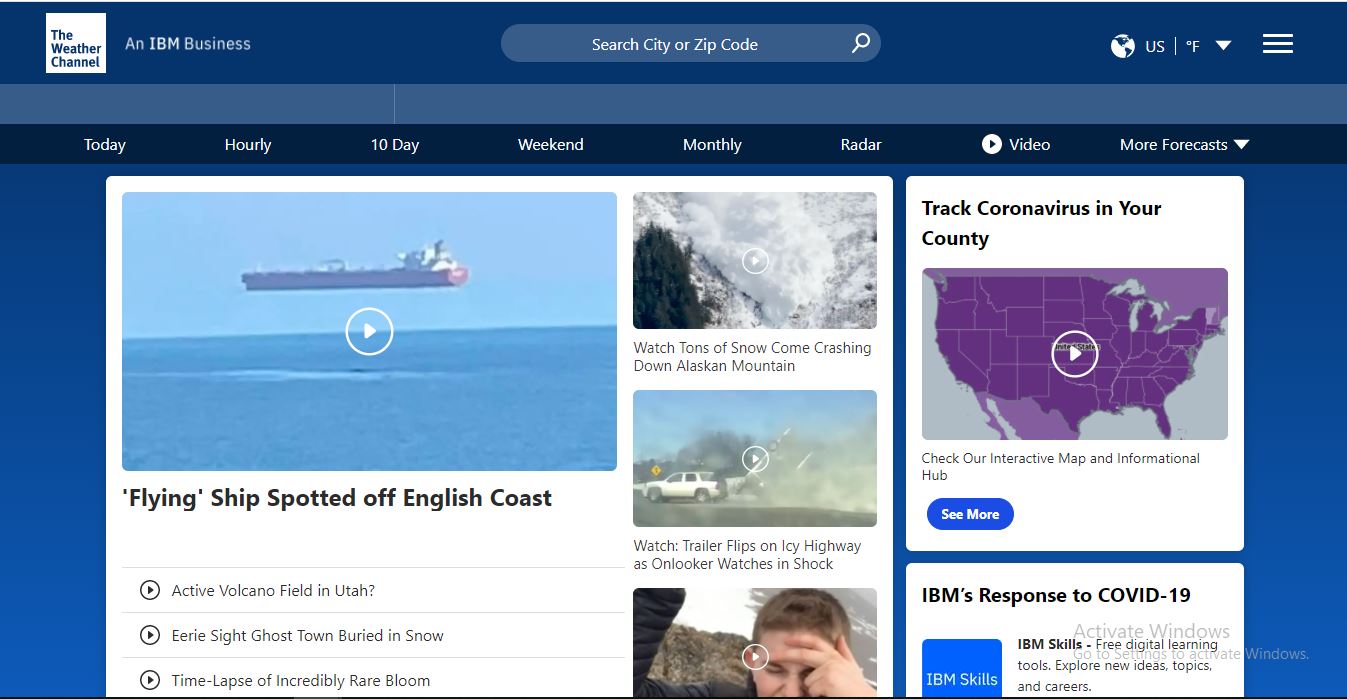 The
Weather
Channel
An IBM Business
Search City or Zip Code
US
°F
Today
Hourly
10 Day
Weekend
Monthly
Radar
Video
More Forecasts
'Flying' Ship Spotted off English Coast
Active Volcano Field in Utah?
Eerie Sight Ghost Town Buried in Snow
Time-Lapse of Incredibly Rare Bloom
Watch Tons of Snow Come Crashing
Down Alaskan Mountain
Watch: Trailer Flips on Icy Highway
as Onlooker Watches in Shock
Track Coronavirus in Your
County
United States
Check Our Interactive Map and Informational
Hub
See More
IBM’s Response to COVID-19
IBM Skills
IBM Skills - Free digital learning
tools. Explore new ideas, topics,
and careers.
Activate Windows
Go to Settings to activate Windows.